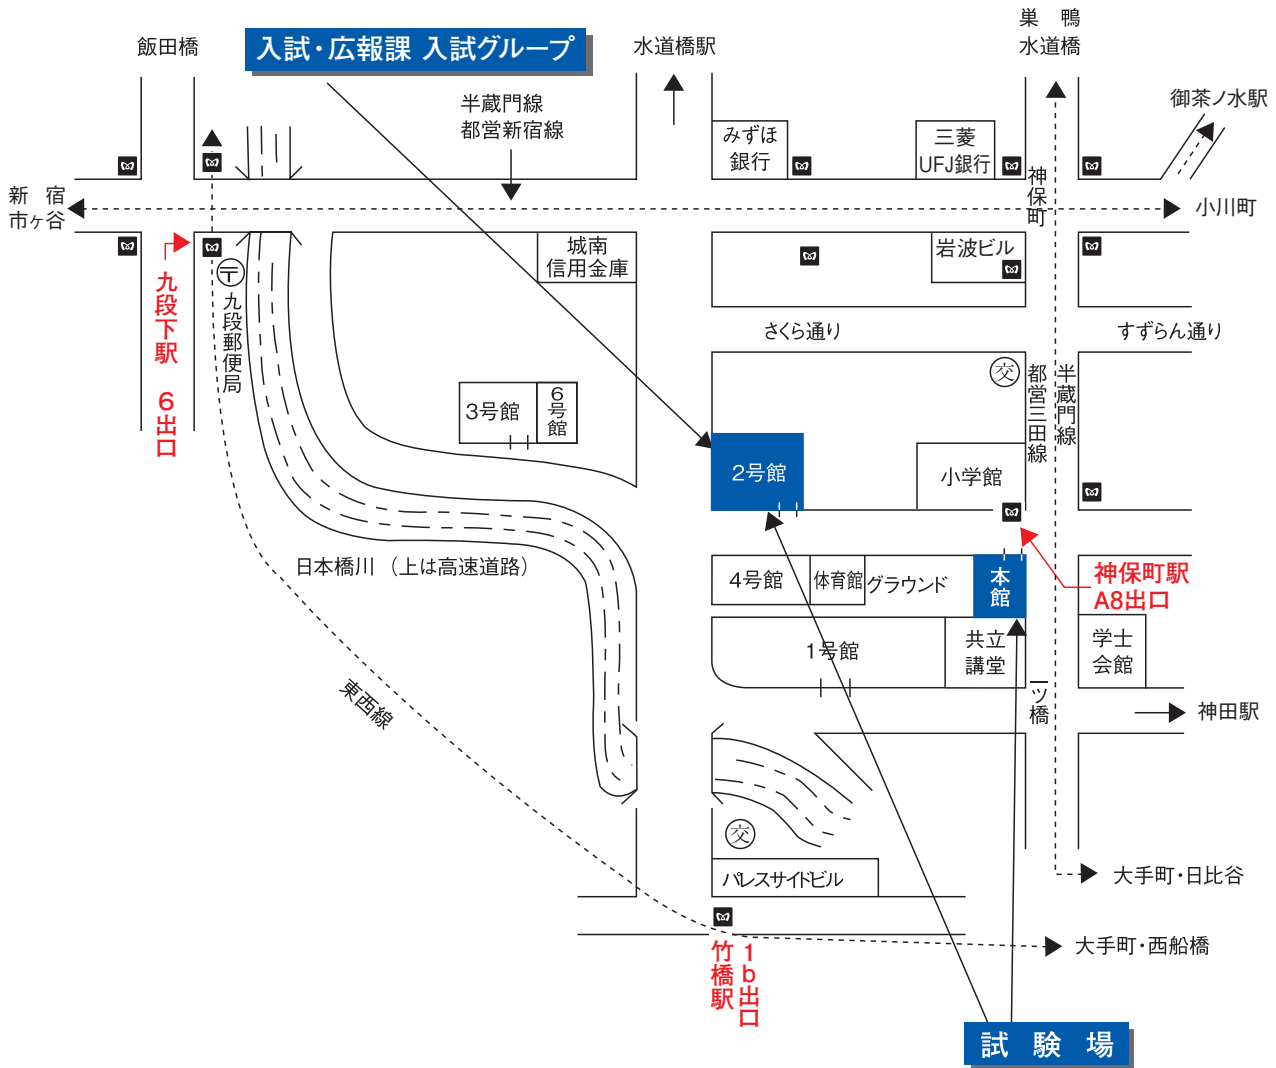 飯田橋
入試・広報課 入試グループ
水道橋駅
巣 鴨
水道橋
御茶ノ水駅
半蔵門線
都営新宿線
みずほ
銀行
三菱
UFJ銀行
神保町
新 宿
市ヶ谷
小川町
九段下駅 6出口
〒
九段郵便局
城南
信用金庫
岩波ビル
さくら通り
すずらん通り
交
都営三田線
半蔵門線
3号館
6号館
2号館
小学館
日本橋川（上は高速道路）
4号館
体育館
グラウンド
本館
神保町駅
A8出口
1号館
共立
講堂
学士
会館
一ツ橋
神田駅
東西線
交
パレスサイドビル
大手町・日比谷
竹橋駅
1b出口
大手町・西船橋
試 験 場